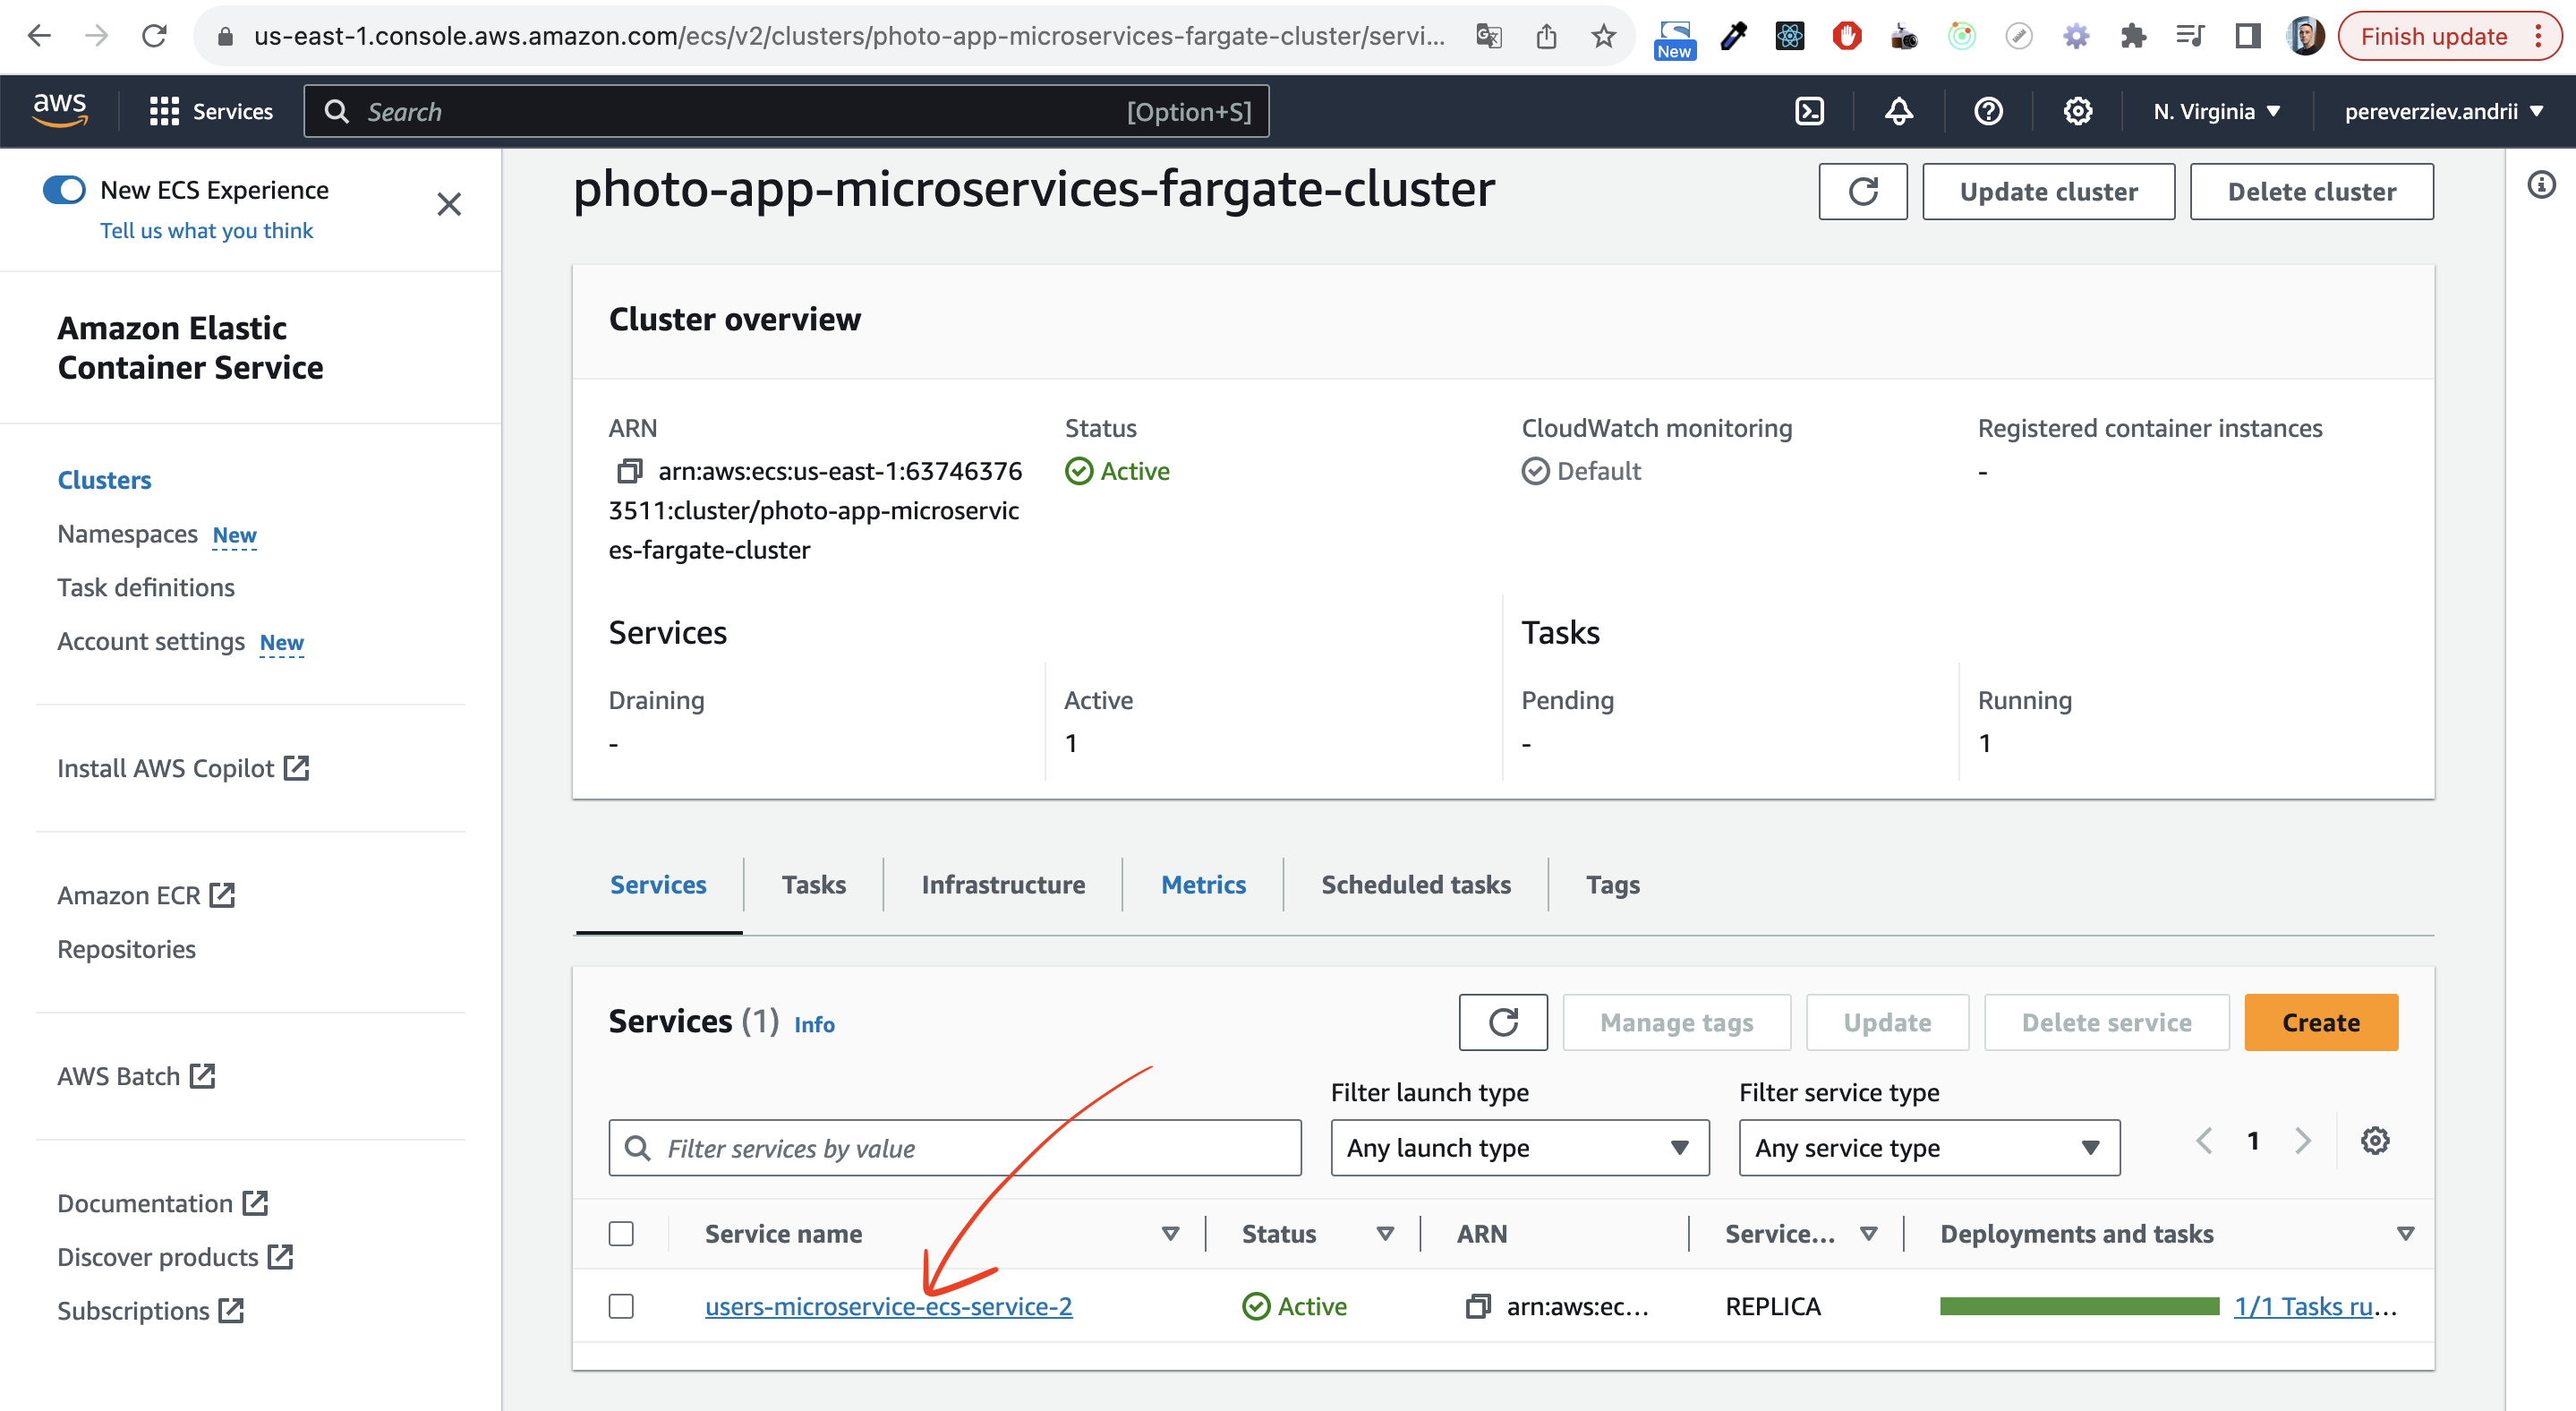 us-east-1.console.aws.amazon.com/ecs/v2/clusters/photo-app-microservices-fargate-cluster/servi...
New
Finish update
aws
Services
Search
[Option+S]
N. Virginia
pereverziev.andrii
New ECS Experience
Tell us what you think
Amazon Elastic
Container Service
Clusters
Namespaces New
Task definitions
Account settings New
Install AWS Copilot
Amazon ECR
Repositories
AWS Batch
Documentation
Discover products
Subscriptions
photo-app-microservices-fargate-cluster
Update cluster
Delete cluster
Cluster overview
ARN
arn:aws:ecs:us-east-1:63746376
3511:cluster/photo-app-microservic
es-fargate-cluster
Status
Active
CloudWatch monitoring
Default
Registered container instances
-
Services
Draining
-
Active
1
Tasks
Pending
-
Running
1
Services
Tasks
Infrastructure
Metrics
Scheduled tasks
Tags
Services (1) Info
Manage tags
Update
Delete service
Create
Filter services by value
Filter launch type
Any launch type
Filter service type
Any service type
1
Service name
Status
ARN
Service...
Deployments and tasks
users-microservice-ecs-service-2
Active
arn:aws:ec...
REPLICA
1/1 Tasks ru...